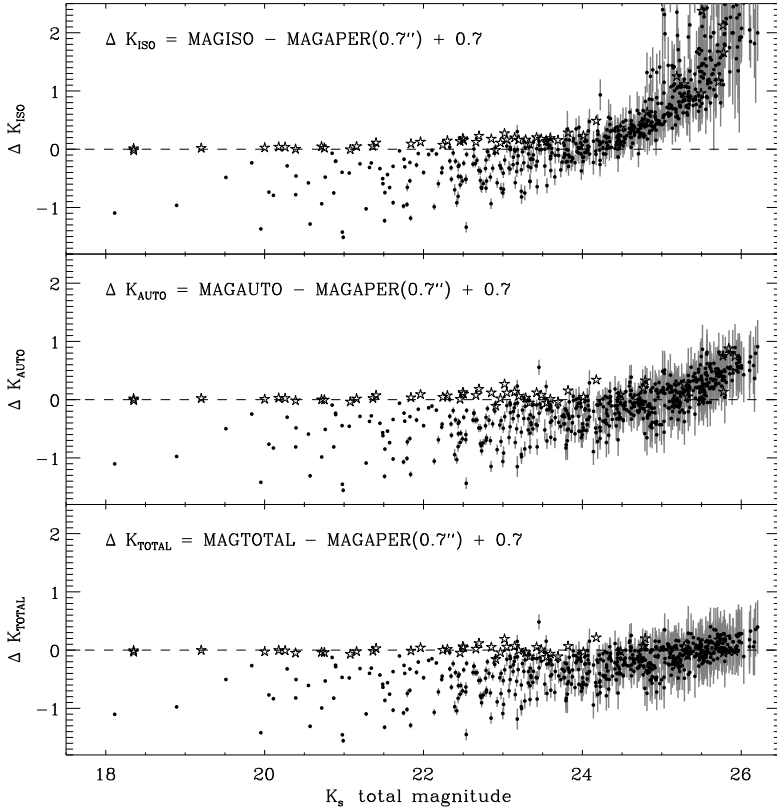 Δ K_ISO = MAGISO − MAGAPER(0.7'') + 0.7
2
1
0
−1
Δ K_ISO
Δ K_AUTO = MAGAUTO − MAGAPER(0.7'') + 0.7
2
1
0
−1
Δ K_AUTO
Δ K_TOTAL = MAGTOTAL − MAGAPER(0.7'') + 0.7
2
1
0
−1
Δ K_TOTAL
18 20 22 24 26
K_s total magnitude